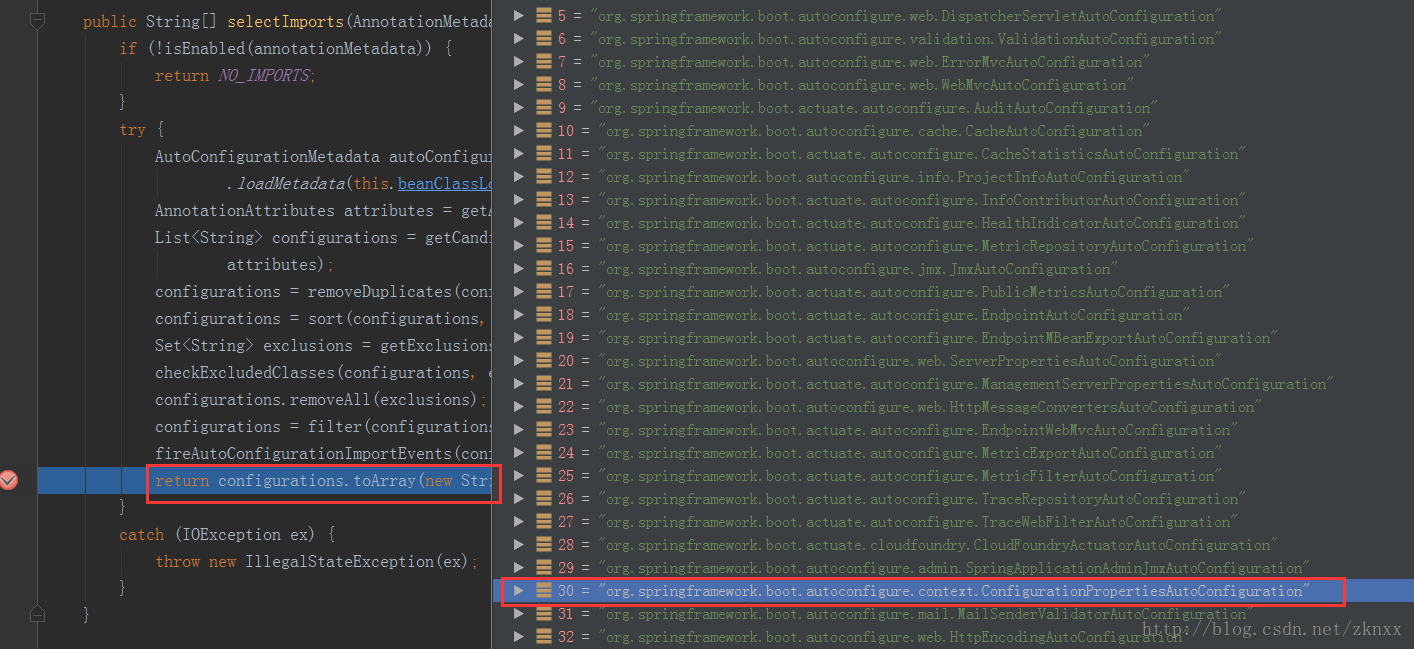 public String[] selectImports(AnnotationMetada
if (!isEnabled(annotationMetadata)) {
return NO_IMPORTS;
}
try {
AutoConfigurationMetadata autoConfigur
.loadMetadata(this.beanClassLo
AnnotationAttributes attributes = getA
List<String> configurations = getCandi
attributes);
configurations = removeDuplicates(conf
configurations = sort(configurations,
Set<String> exclusions = getExclusions
checkExcludedClasses(configurations, e
configurations.removeAll(exclusions);
configurations = filter(configurations
fireAutoConfigurationImportEvents(conf
return configurations.toArray(new Stri
}
catch (IOException ex) {
throw new IllegalStateException(ex);
}
}
5 = "org.springframework.boot.autoconfigure.web.DispatcherServletAutoConfiguration"
6 = "org.springframework.boot.autoconfigure.validation.ValidationAutoConfiguration"
7 = "org.springframework.boot.autoconfigure.web.ErrorMvcAutoConfiguration"
8 = "org.springframework.boot.autoconfigure.web.WebMvcAutoConfiguration"
9 = "org.springframework.boot.actuate.autoconfigure.AuditAutoConfiguration"
10 = "org.springframework.boot.autoconfigure.cache.CacheAutoConfiguration"
11 = "org.springframework.boot.actuate.autoconfigure.CacheStatisticsAutoConfiguration"
12 = "org.springframework.boot.autoconfigure.info.ProjectInfoAutoConfiguration"
13 = "org.springframework.boot.actuate.autoconfigure.InfoContributorAutoConfiguration"
14 = "org.springframework.boot.actuate.autoconfigure.HealthIndicatorAutoConfiguration"
15 = "org.springframework.boot.actuate.autoconfigure.MetricRepositoryAutoConfiguration"
16 = "org.springframework.boot.autoconfigure.jmx.JmxAutoConfiguration"
17 = "org.springframework.boot.actuate.autoconfigure.PublicMetricsAutoConfiguration"
18 = "org.springframework.boot.actuate.autoconfigure.EndpointAutoConfiguration"
19 = "org.springframework.boot.actuate.autoconfigure.EndpointMBeanExportAutoConfiguration"
20 = "org.springframework.boot.autoconfigure.web.ServerPropertiesAutoConfiguration"
21 = "org.springframework.boot.actuate.autoconfigure.ManagementServerPropertiesAutoConfiguration"
22 = "org.springframework.boot.autoconfigure.web.HttpMessageConvertersAutoConfiguration"
23 = "org.springframework.boot.actuate.autoconfigure.EndpointWebMvcAutoConfiguration"
24 = "org.springframework.boot.actuate.autoconfigure.MetricExportAutoConfiguration"
25 = "org.springframework.boot.actuate.autoconfigure.MetricFilterAutoConfiguration"
26 = "org.springframework.boot.actuate.autoconfigure.TraceRepositoryAutoConfiguration"
27 = "org.springframework.boot.actuate.autoconfigure.TraceWebFilterAutoConfiguration"
28 = "org.springframework.boot.actuate.cloudfoundry.CloudFoundryActuatorAutoConfiguration"
29 = "org.springframework.boot.autoconfigure.admin.SpringApplicationAdminJmxAutoConfiguration"
30 = "org.springframework.boot.autoconfigure.context.ConfigurationPropertiesAutoConfiguration"
31 = "org.springframework.boot.autoconfigure.mail.MailSenderValidatorAutoConfiguration"
32 = "org.springframework.boot.autoconfigure.web.HttpEncodingAutoConfiguration"
http://blog.csdn.net/zknxx